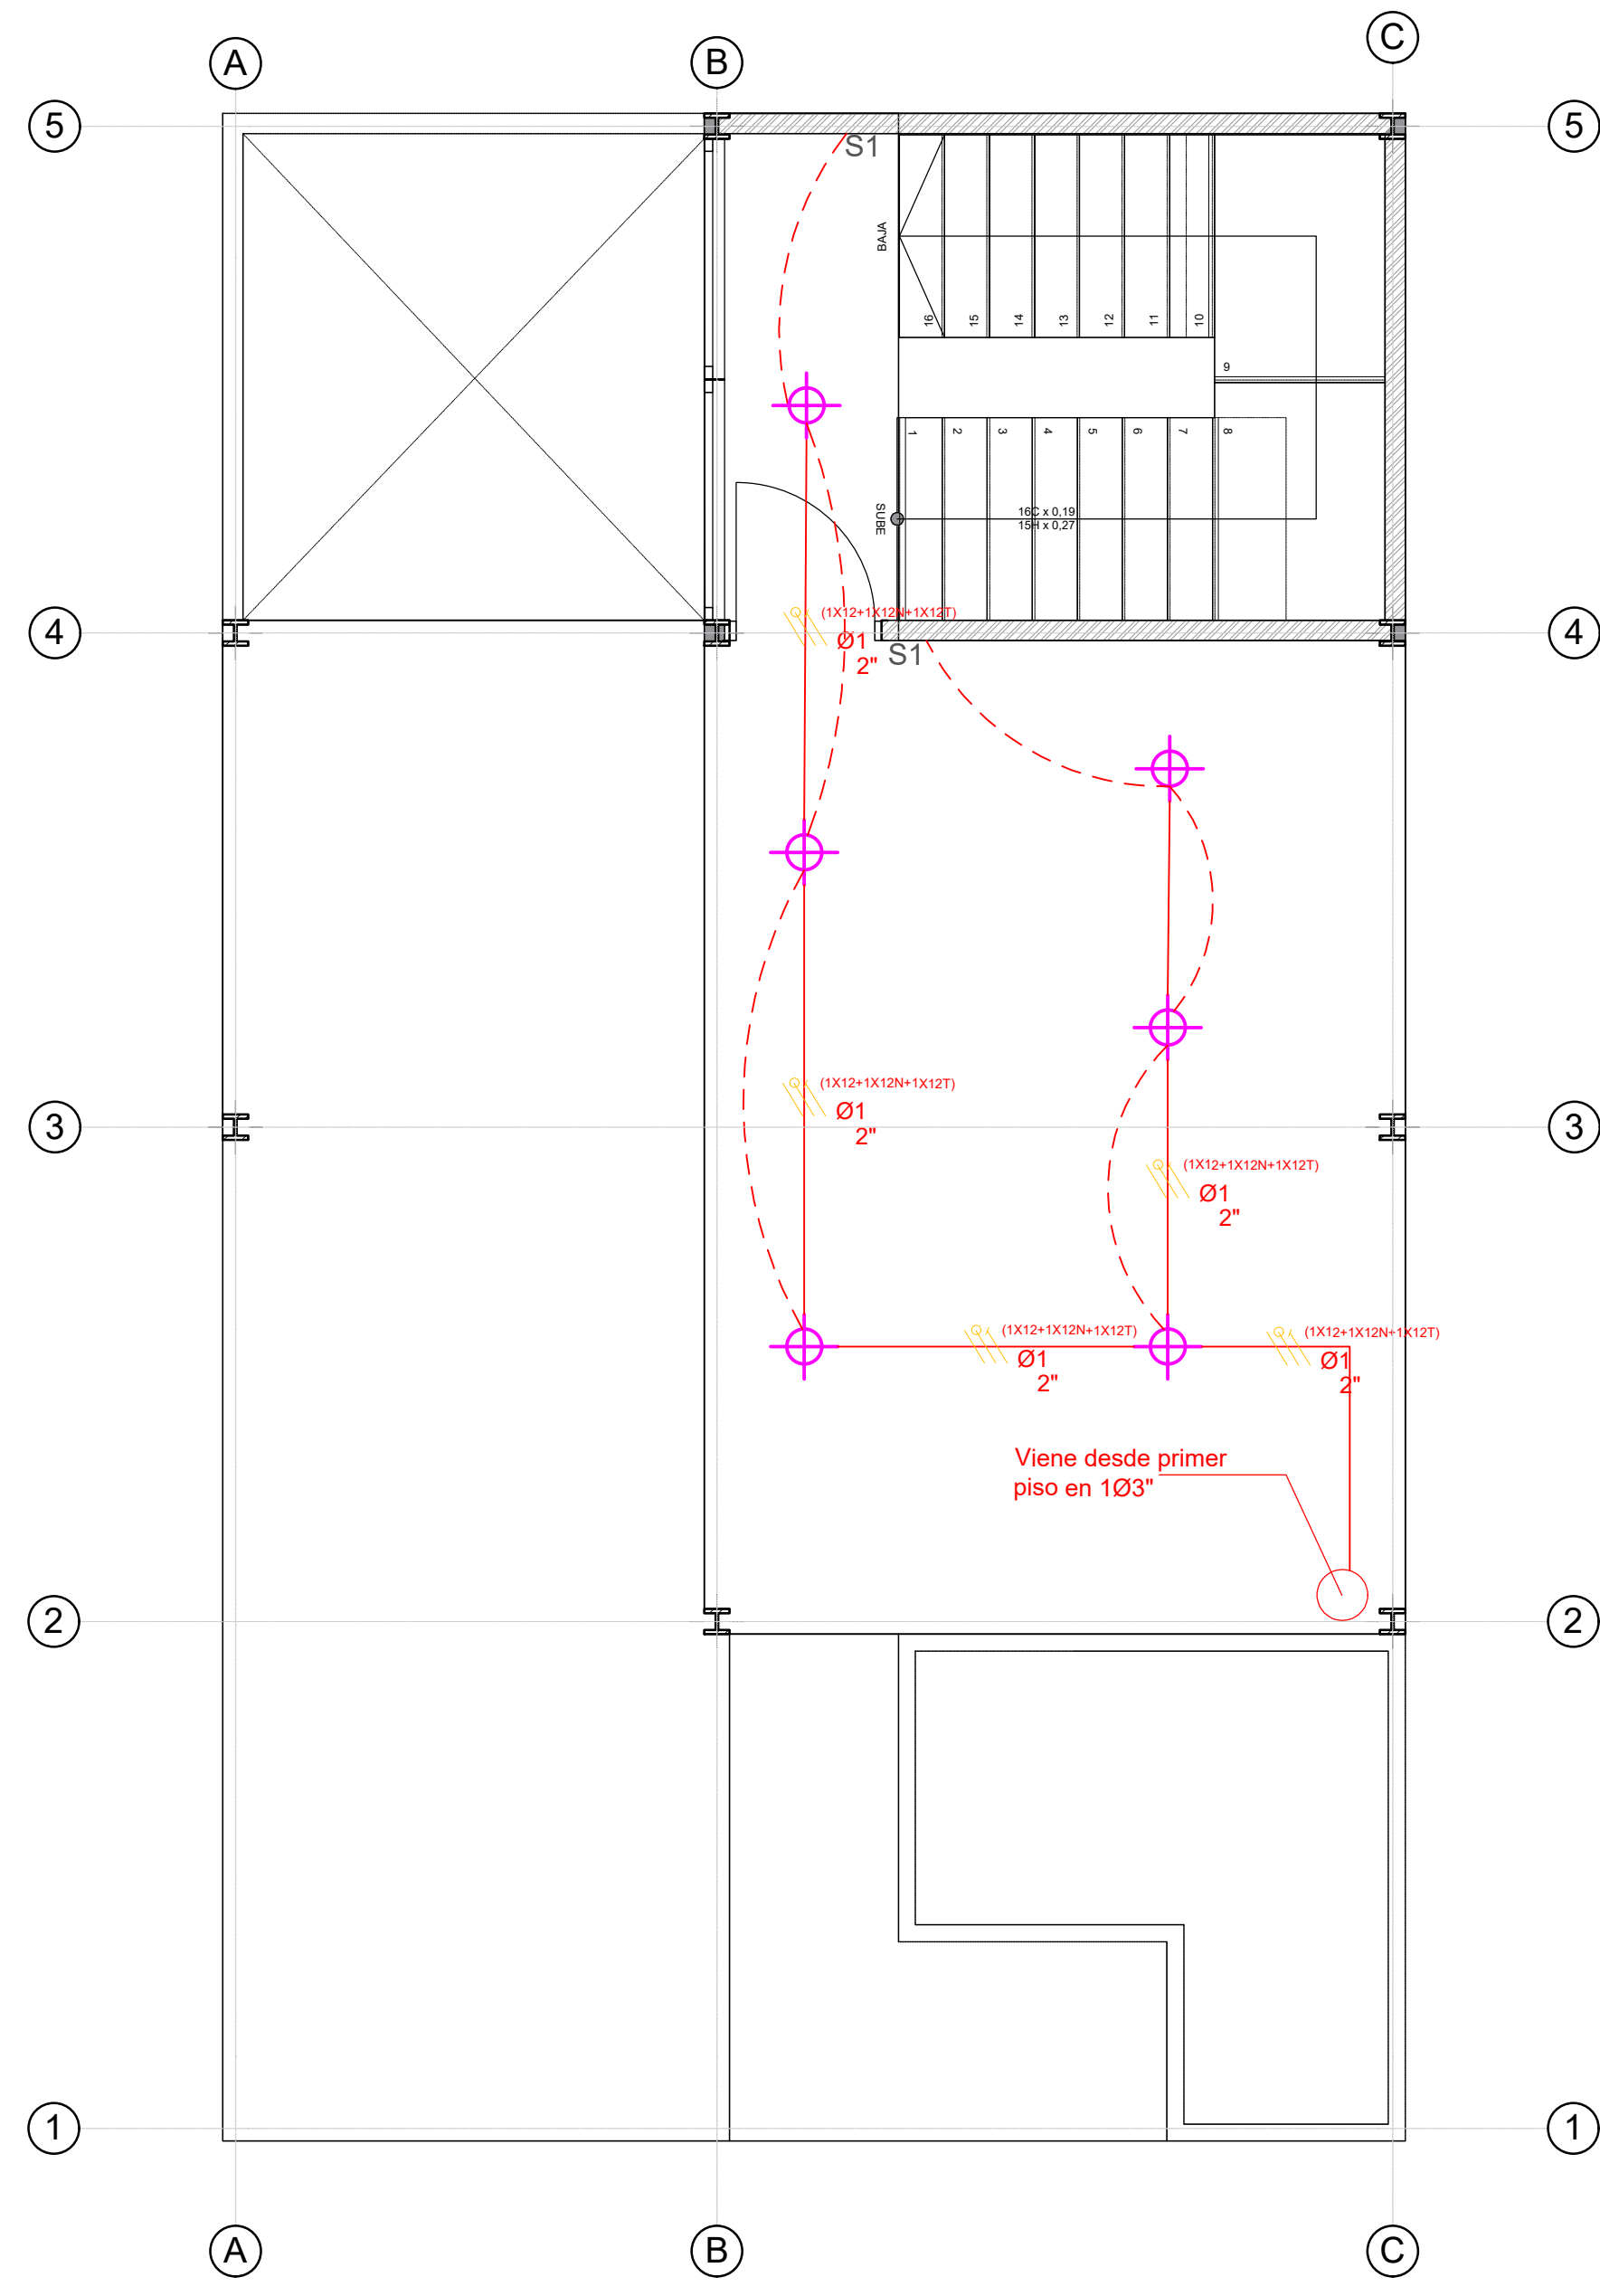 A
B
C
5
5
S1
BAJA
16
15
14
13
12
11
10
9
1
2
3
4
5
6
7
8
SUBE
16C x 0,19
15H x 0,27
4
(1X12+1X12N+1X12T)
Ø1
2"
S1
4
3
(1X12+1X12N+1X12T)
Ø1
2"
3
(1X12+1X12N+1X12T)
Ø1
2"
(1X12+1X12N+1X12T)
Ø1
2"
(1X12+1X12N+1X12T)
Ø1
2"
Viene desde primer
piso en 1Ø3"
2
2
1
1
A
B
C